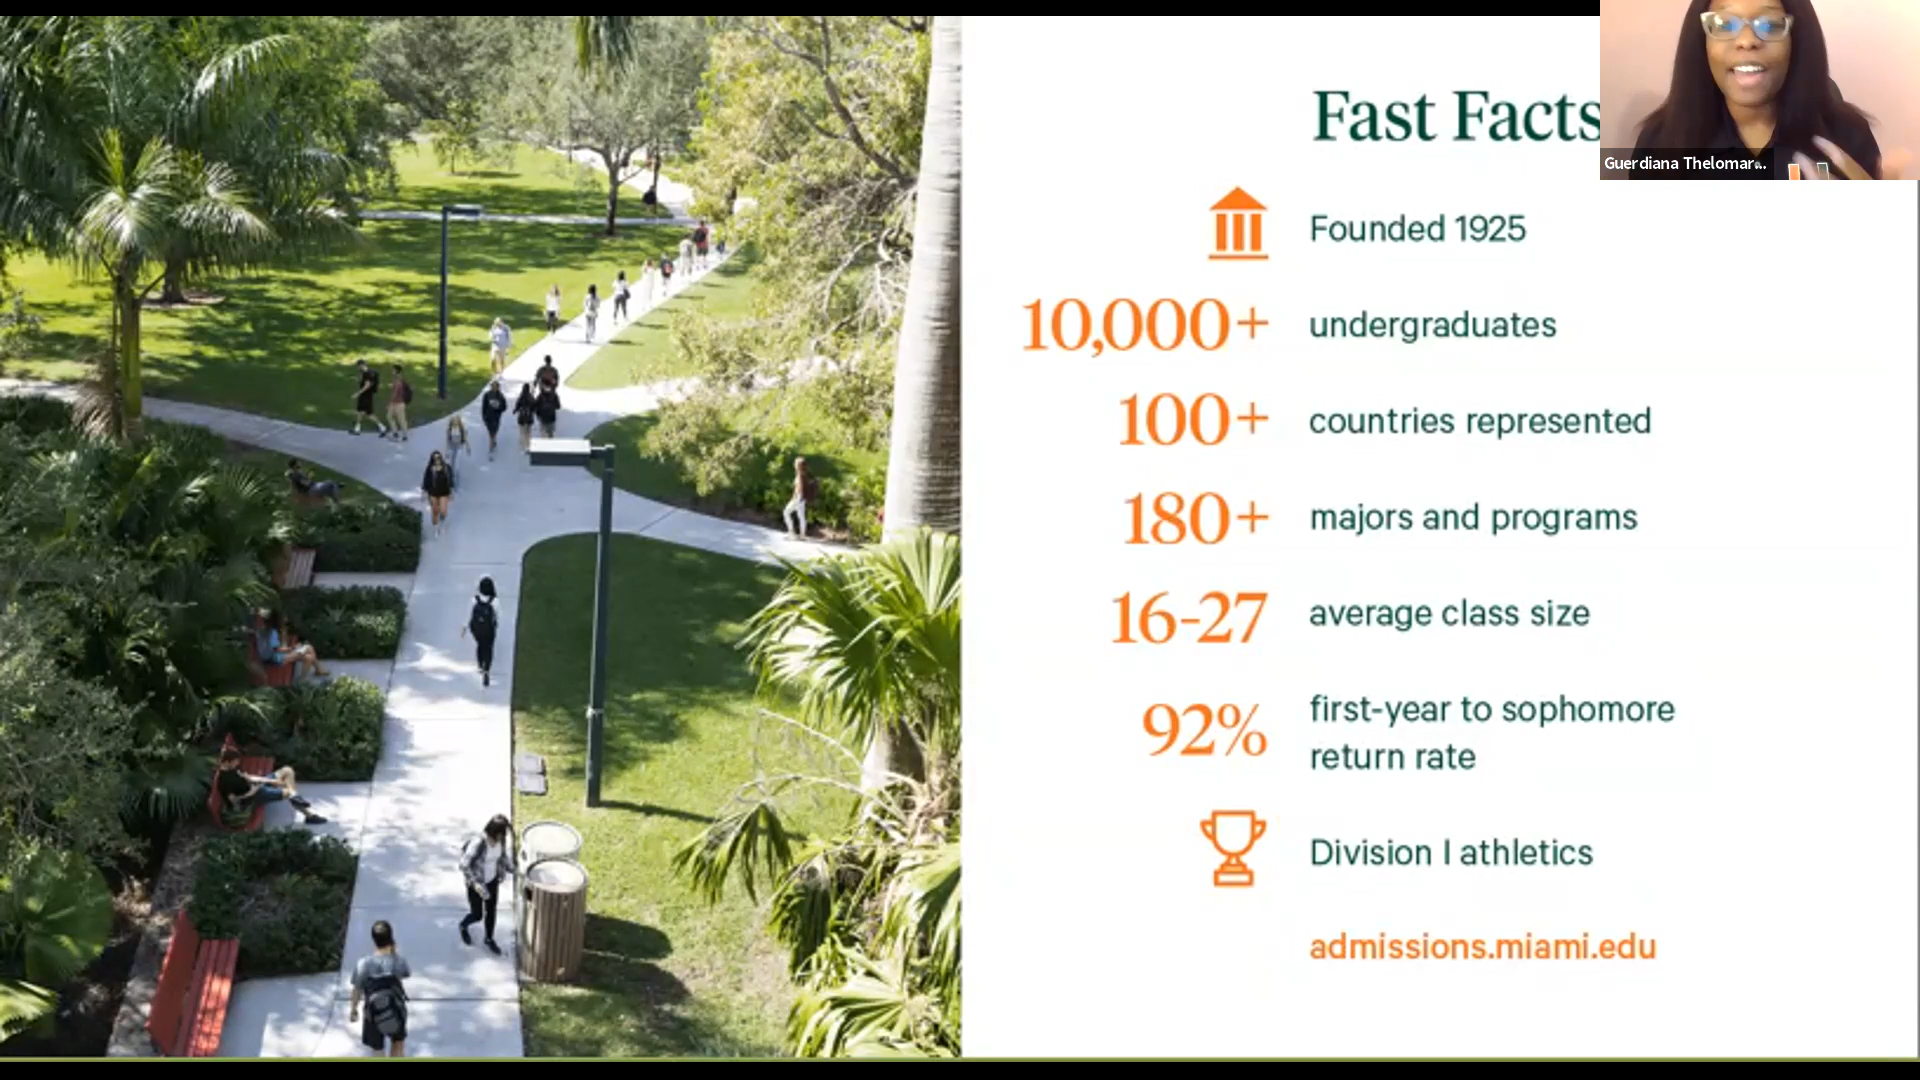 Fast Facts
Guerdiana Thelomar...
Founded 1925
10,000+ undergraduates
100+ countries represented
180+ majors and programs
16-27 average class size
92% first-year to sophomore
return rate
Division I athletics
admissions.miami.edu